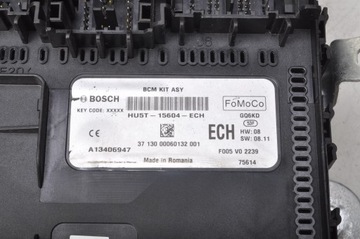 BCM KIT ASY
BOSCH
KEY CODE: XXXXX
FoMoCo
HU5T-15604-ECH
GQ6KD
ECH
HW: 08
SW: 08.11
CE
A13406947
37 130 00060132 001
Made in Romania
F005 V0 2239
75614